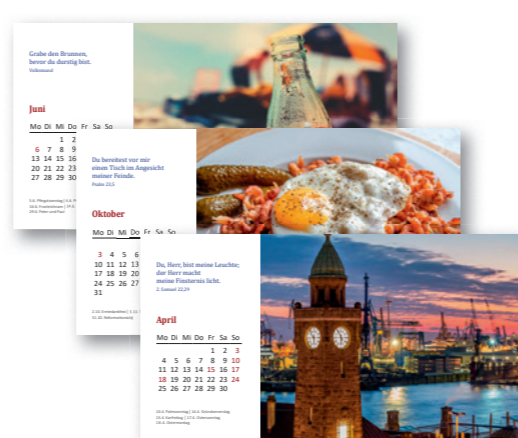 Grabe den Brunnen,
bevor du durstig bist.
Volksmund
Juni
Mo Di Mi Do Fr Sa So
1 2
6 7 8 9
13 14 15 16
20 21 22 23
27 28 29 30
Du bereitest vor mir
einen Tisch im Angesicht
meiner Feinde.
Psalm 23,5
Oktober
Mo Di Mi Do Fr Sa So
3 4 5 6
10 11 12 13
17 18 19 20
24 25 26 27
31
Du, Herr, bist meine Leuchte;
der Herr macht
meine Finsternis licht.
2. Samuel 22,29
April
Mo Di Mi Do Fr Sa So
1 2 3
4 5 6 7 8 9 10
11 12 13 14 15 16 17
18 19 20 21 22 23 24
25 26 27 28 29 30